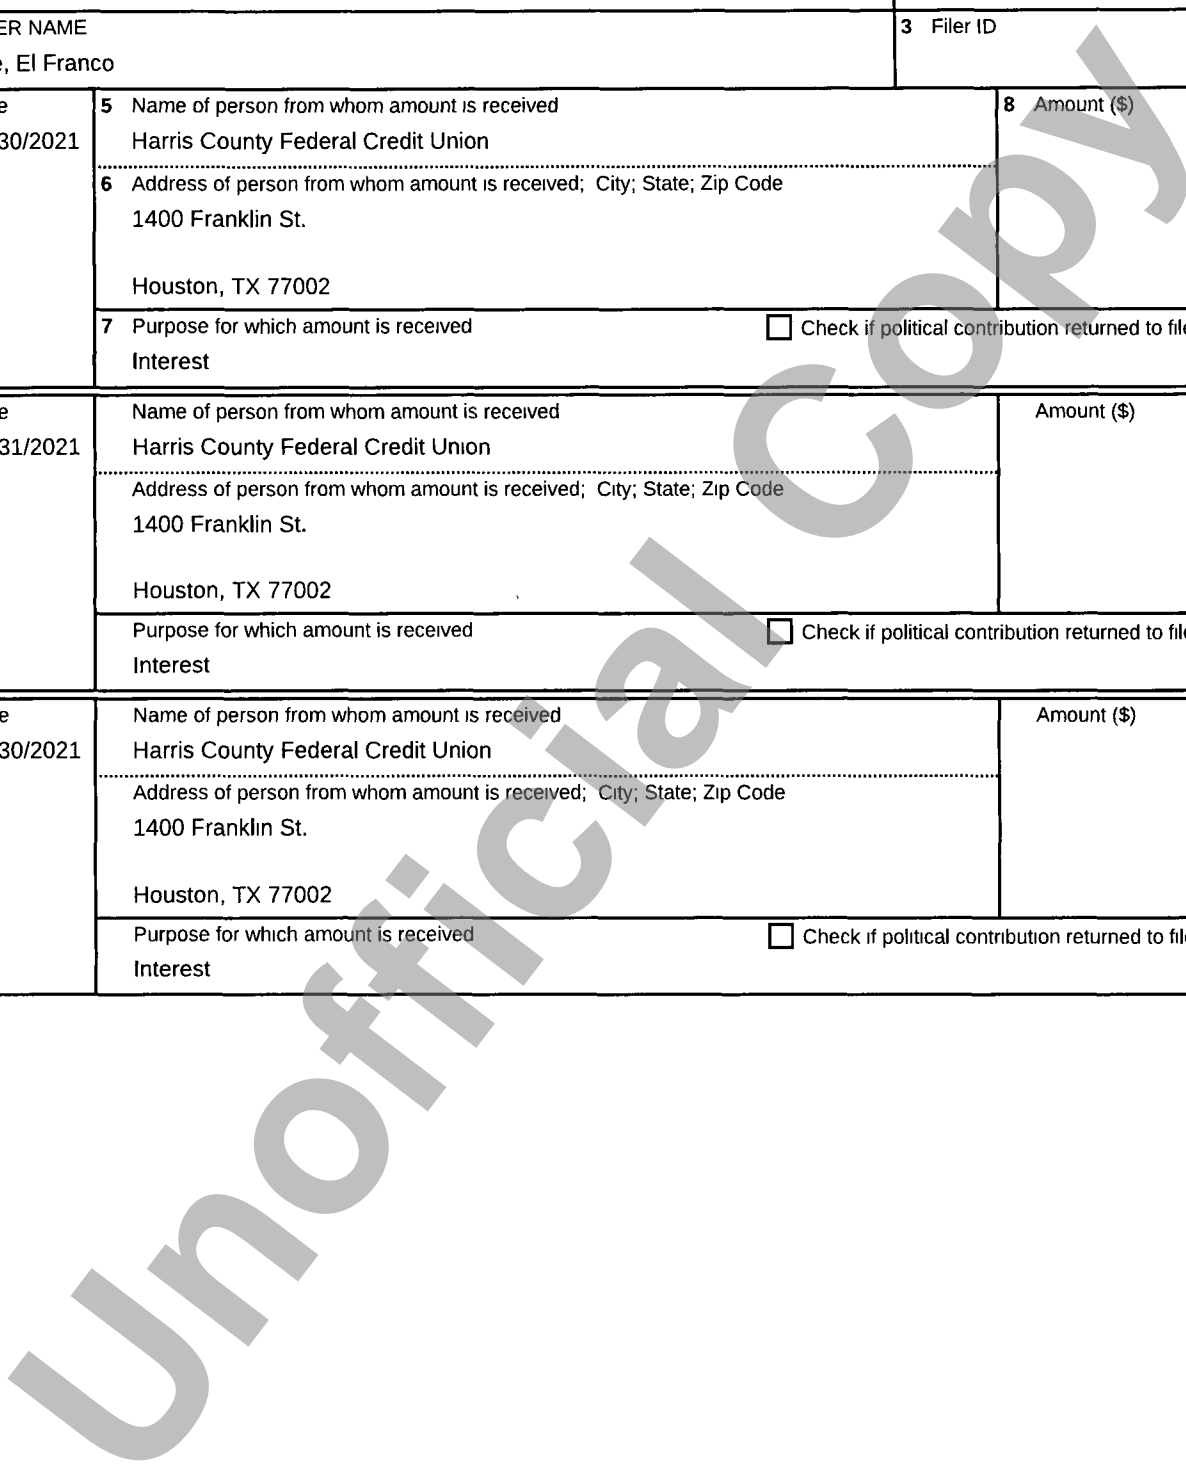 ER NAME
3 Filer ID
e, El Franco
e
5 Name of person from whom amount is received
8 Amount ($)
30/2021
Harris County Federal Credit Union
6 Address of person from whom amount is received; City; State; Zip Code
1400 Franklin St.
Houston, TX 77002
7 Purpose for which amount is received
Check if political contribution returned to file
Interest
e
Name of person from whom amount is received
Amount ($)
31/2021
Harris County Federal Credit Union
Address of person from whom amount is received; City; State; Zip Code
1400 Franklin St.
Houston, TX 77002
Purpose for which amount is received
Check if political contribution returned to file
Interest
e
Name of person from whom amount is received
Amount ($)
30/2021
Harris County Federal Credit Union
Address of person from whom amount is received; City; State; Zip Code
1400 Franklin St.
Houston, TX 77002
Purpose for which amount is received
Check if political contribution returned to file
Interest
Unofficial Copy